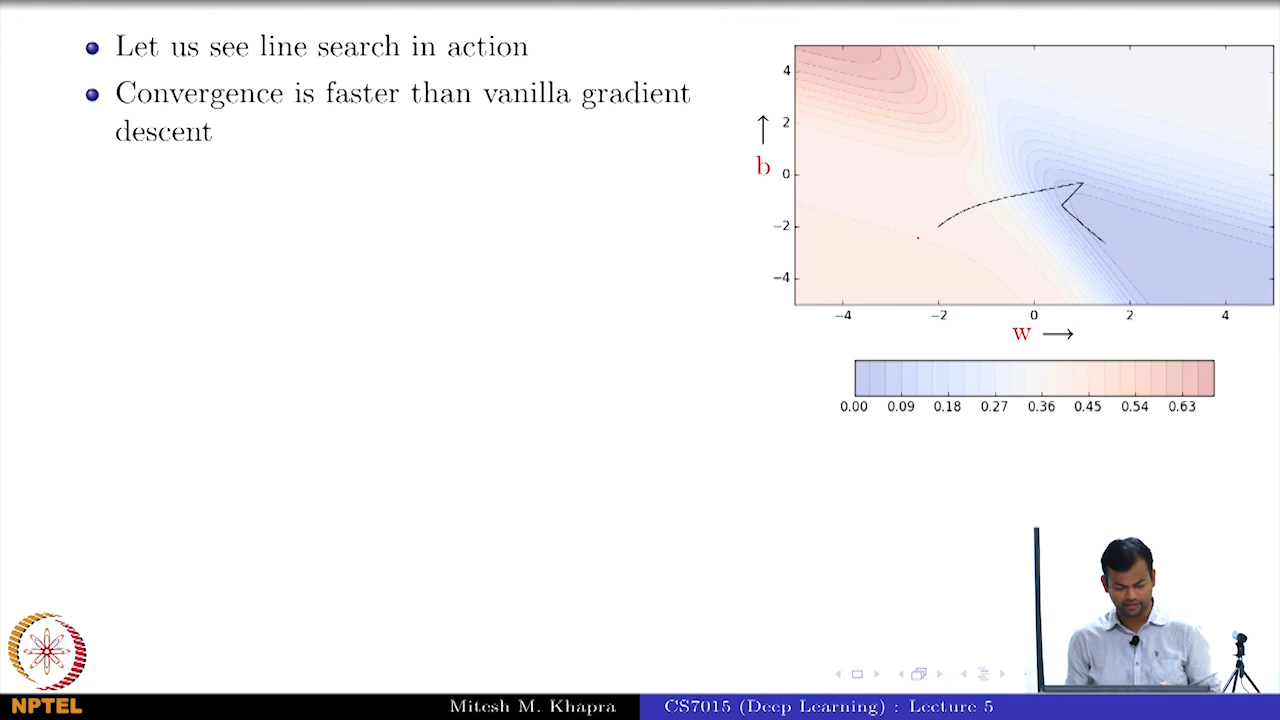 Let us see line search in action
Convergence is faster than vanilla gradient
descent
4
2
0
−2
−4
b
−4 −2 0 2 4
w
0.00 0.09 0.18 0.27 0.36 0.45 0.54 0.63
NPTEL
Mitesh M. Khapra
CS7015 (Deep Learning) : Lecture 5